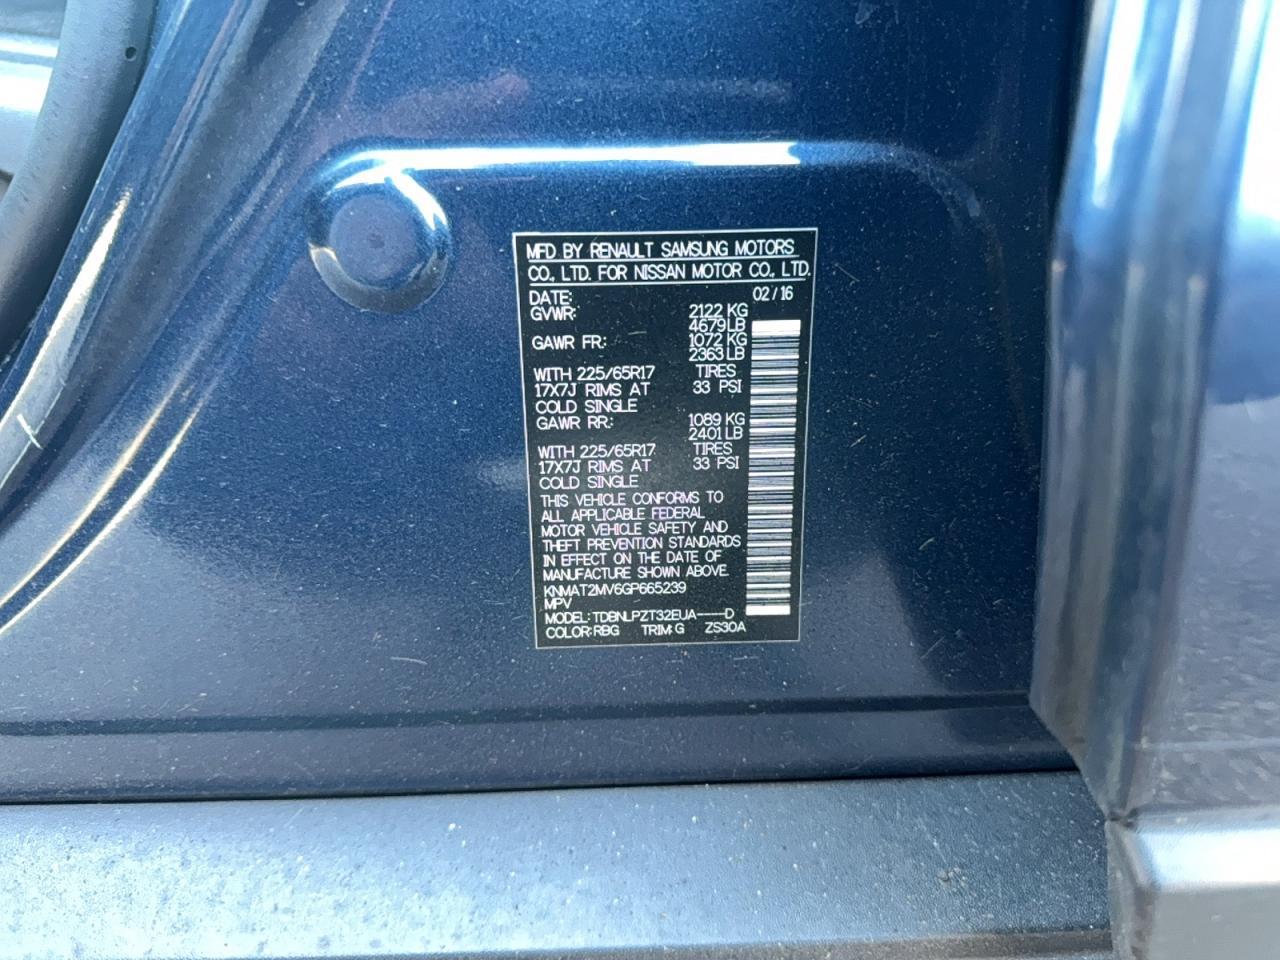 MFD BY RENAULT SAMSUNG MOTORS
CO., LTD. FOR NISSAN MOTOR CO., LTD.
DATE: 02/16
GVWR: 2122 KG
4679 LB
GAWR FR: 1072 KG
2363 LB
WITH 225/65R17 TIRES
17X7J RIMS AT 33 PSI
COLD SINGLE
GAWR RR: 1089 KG
2401 LB
WITH 225/65R17 TIRES
17X7J RIMS AT 33 PSI
COLD SINGLE
THIS VEHICLE CONFORMS TO
ALL APPLICABLE FEDERAL
MOTOR VEHICLE SAFETY AND
THEFT PREVENTION STANDARDS
IN EFFECT ON THE DATE OF
MANUFACTURE SHOWN ABOVE.
KNMAT2MV6GP665239
MPV
MODEL: TDBNLPZT32EUA----D
COLOR: RBG TRIM: G ZS30A